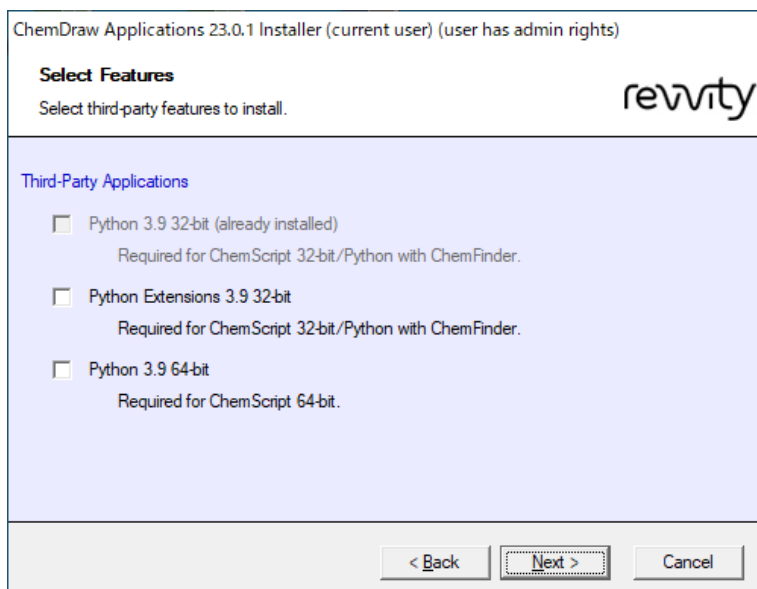 ChemDraw Applications 23.0.1 Installer (current user) (user has admin rights)
Select Features
Select third-party features to install.
revvity
Third-Party Applications
Python 3.9 32-bit (already installed)
Required for ChemScript 32-bit/Python with ChemFinder.
Python Extensions 3.9 32-bit
Required for ChemScript 32-bit/Python with ChemFinder.
Python 3.9 64-bit
Required for ChemScript 64-bit.
< Back
Next >
Cancel